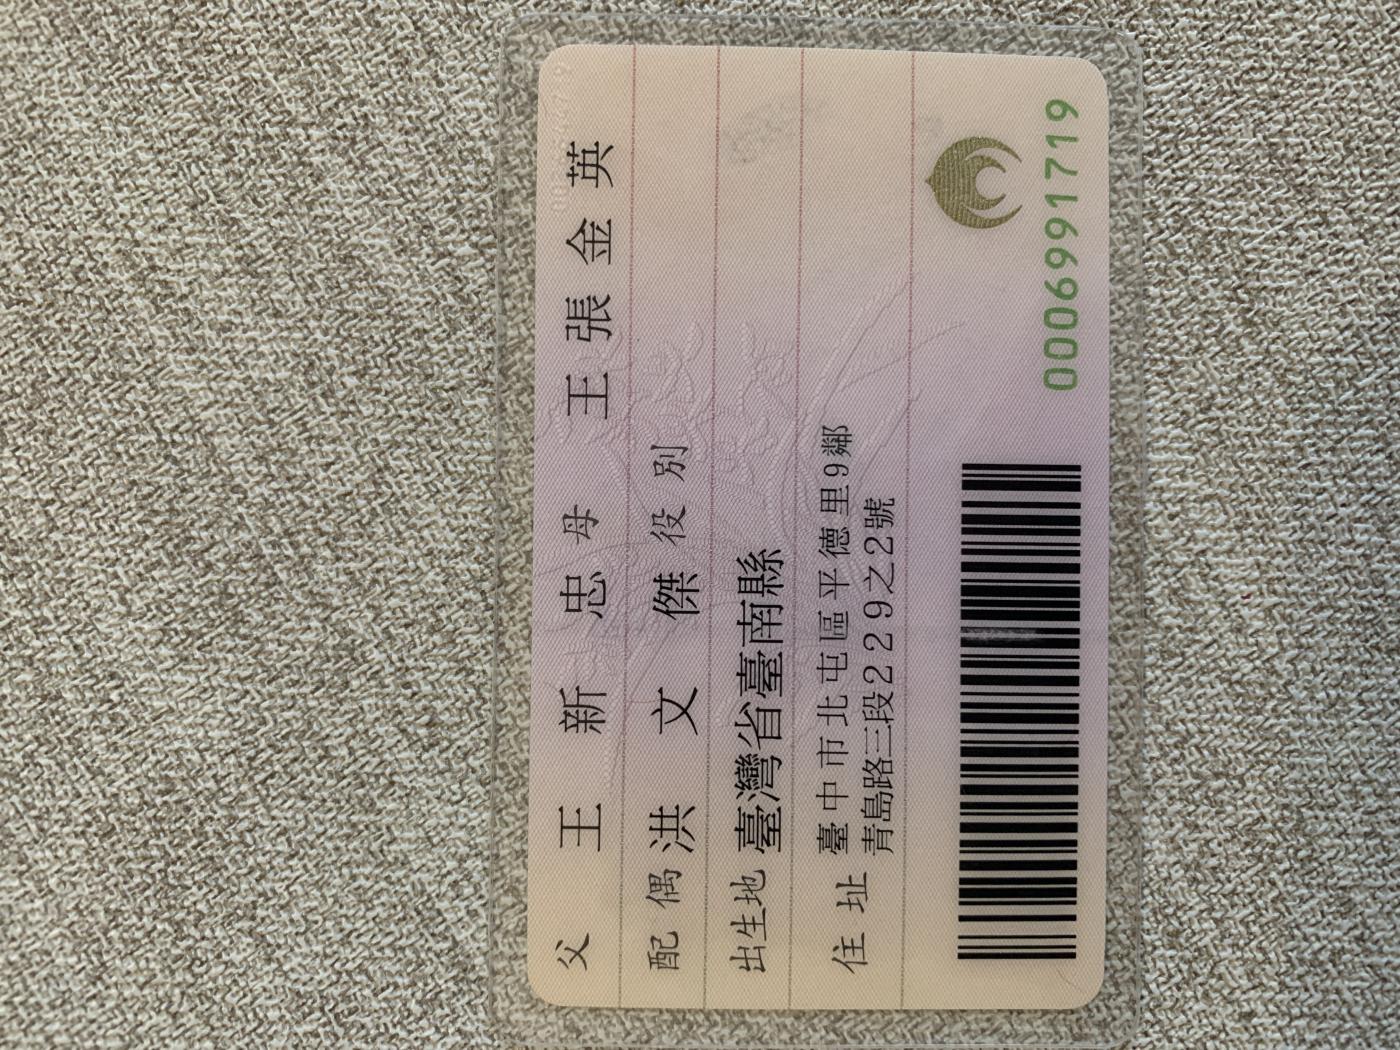 父 王 新 忠 母 王 張 金 英
配偶 洪 文 傑 役別
出生地 臺灣省臺南縣
住址 臺中市北屯區平德里9鄰
青島路三段229之2號
0006991719